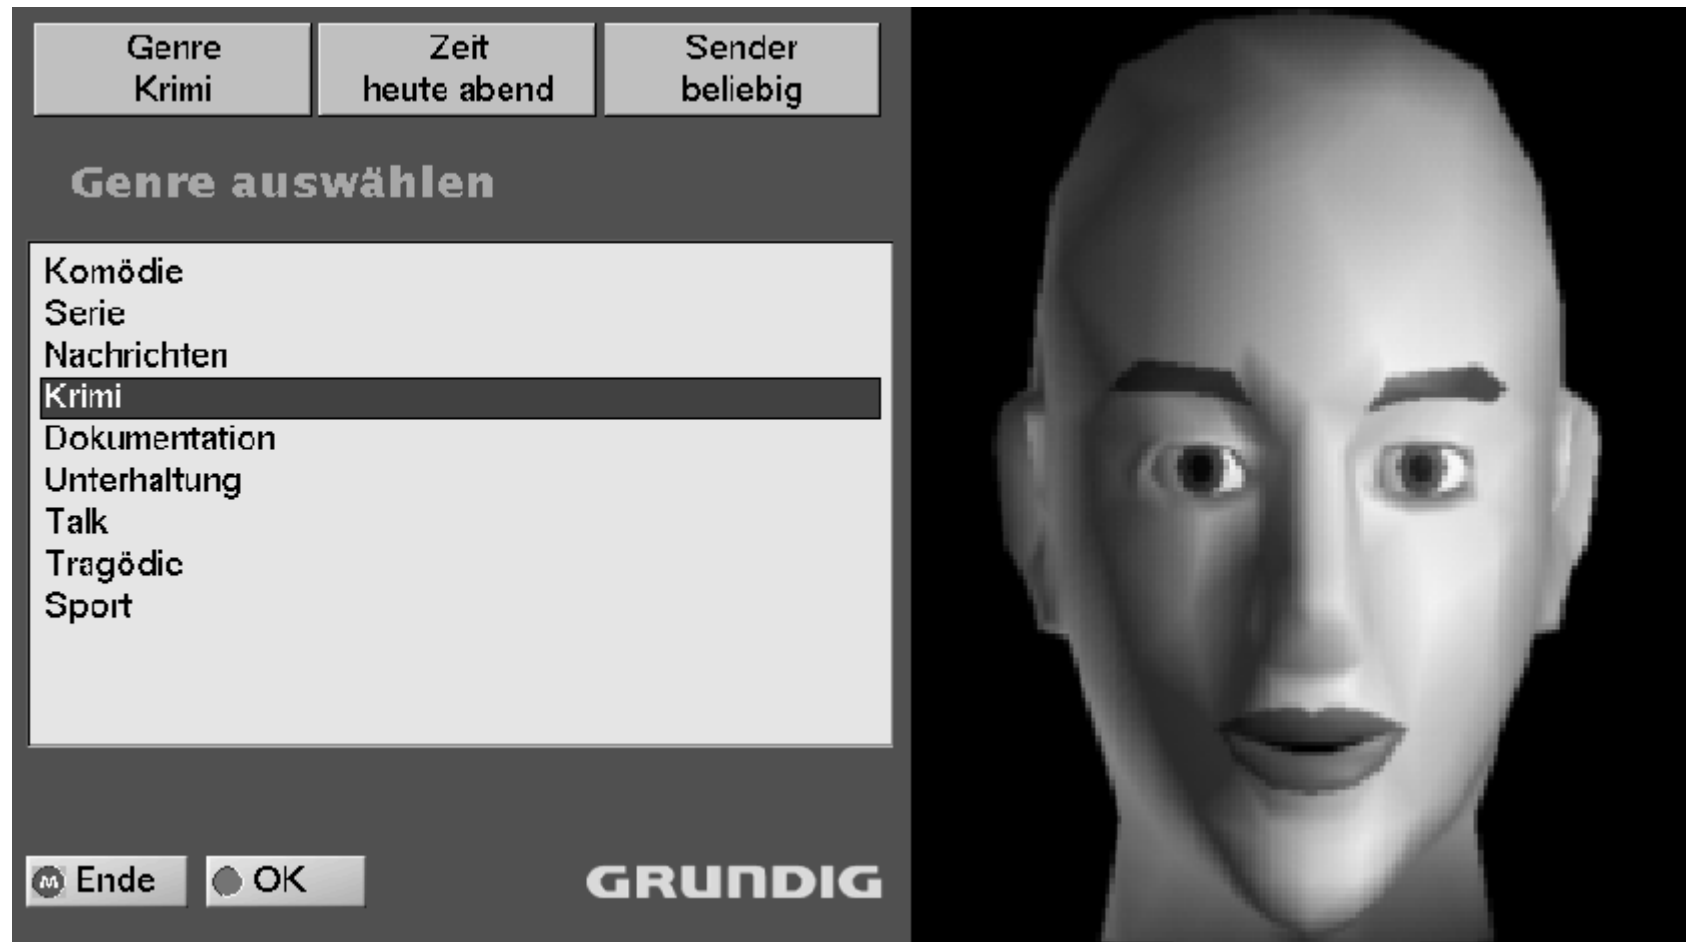 Genre
Krimi
Zeit
heute abend
Sender
beliebig
Genre auswählen
Komödie
Serie
Nachrichten
Krimi
Dokumentation
Unterhaltung
Talk
Tragödie
Sport
M Ende
OK
GRUNDIG